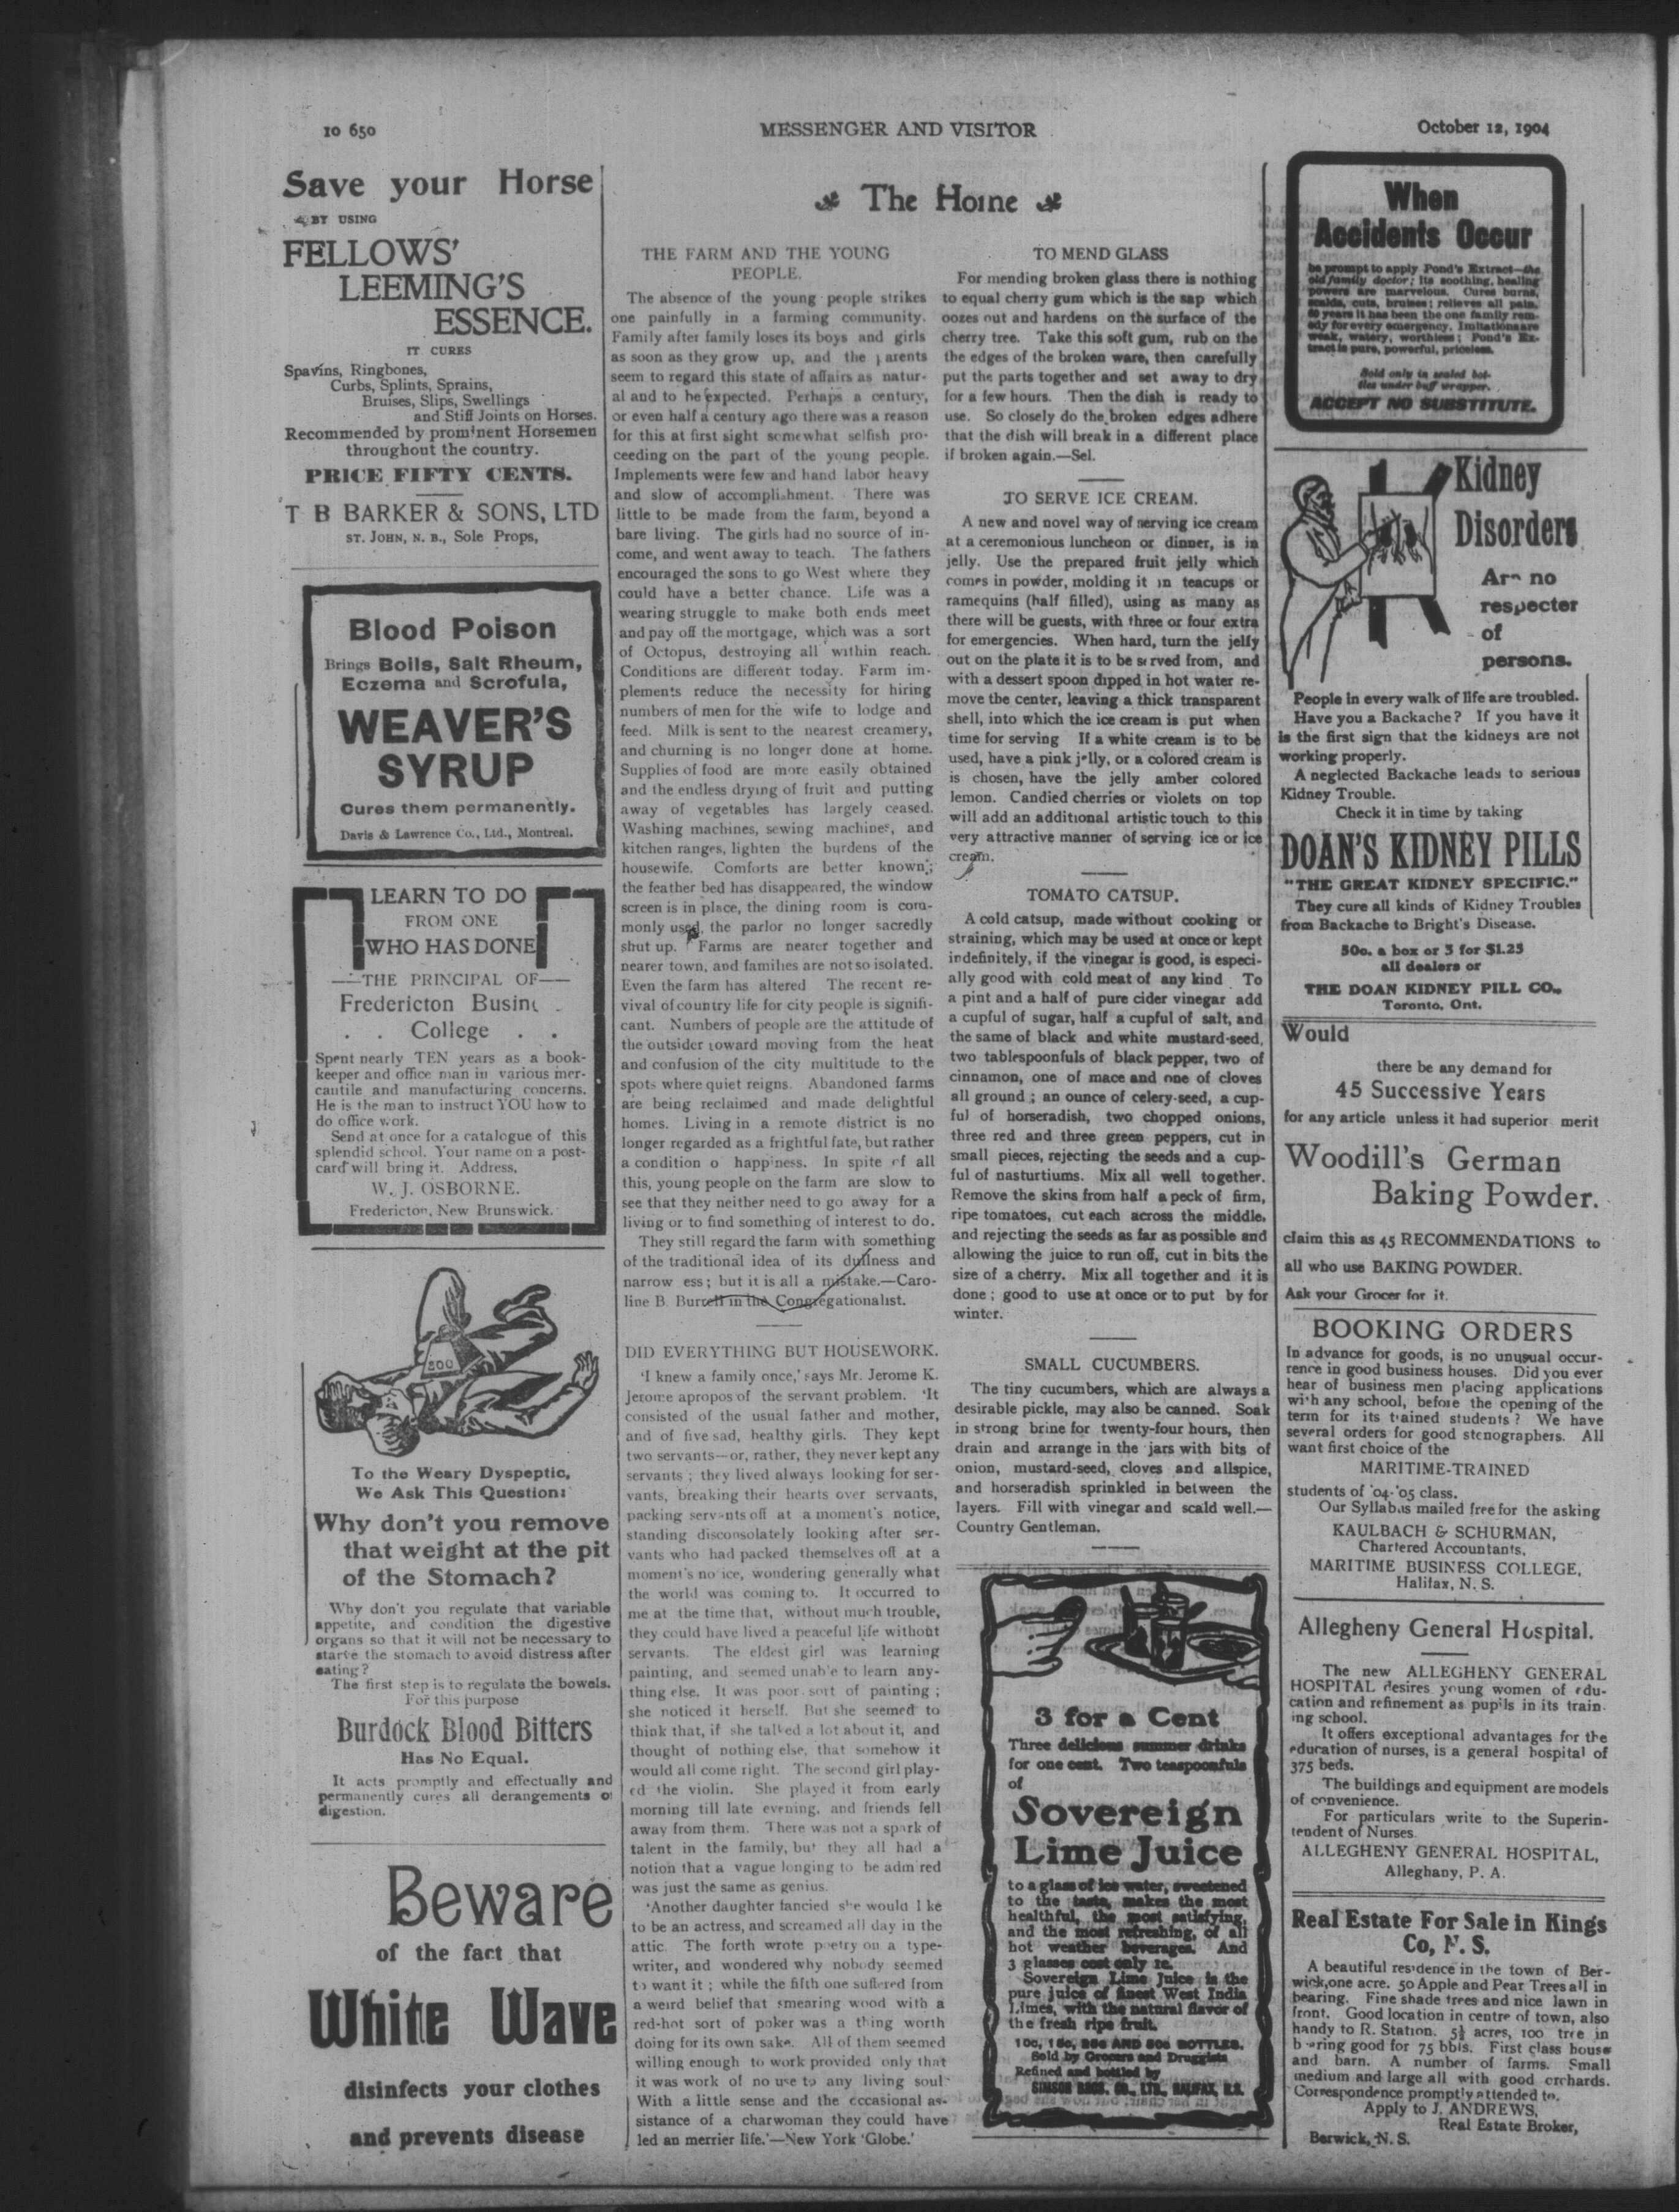 10 650
MESSENGER AND VISITOR
October 12, 1904
Save your Horse
BY USING
FELLOWS'
LEEMING'S
ESSENCE.
IT CURES
Spavins, Ringbones,
Curbs, Splints, Sprains,
Bruises, Slips, Swellings
and Stiff Joints on Horses.
Recommended by prominent Horsemen
throughout the country.
PRICE FIFTY CENTS.
T B BARKER & SONS, LTD
ST. JOHN, N. B., Sole Props,
Blood Poison
Brings Boils, Salt Rheum,
Eczema and Scrofula,
WEAVER'S
SYRUP
Cures them permanently.
Davis & Lawrence Co., Ltd., Montreal.
LEARN TO DO
FROM ONE
WHO HAS DONE
—THE PRINCIPAL OF—
Fredericton Busin
. . College . .
Spent nearly TEN years as a book-
keeper and office man in various mer-
cantile and manufacturing concerns.
He is the man to instruct YOU how to
do office work.
Send at once for a catalogue of this
splendid school. Your name on a post-
card will bring it. Address,
W. J. OSBORNE.
Fredericton, New Brunswick.
200
To the Weary Dyspeptic,
We Ask This Question:
Why don't you remove
that weight at the pit
of the Stomach?
Why don't you regulate that variable
appetite, and condition the digestive
organs so that it will not be necessary to
starve the stomach to avoid distress after
eating?
The first step is to regulate the bowels.
For this purpose
Burdock Blood Bitters
Has No Equal.
It acts promptly and effectually and
permanently cures all derangements of
digestion.
Beware
of the fact that
White Wave
disinfects your clothes
and prevents disease
The Home
THE FARM AND THE YOUNG
PEOPLE.
The absence of the young people strikes
one painfully in a farming community.
Family after family loses its boys and girls
as soon as they grow up, and the parents
seem to regard this state of affairs as natur-
al and to be expected. Perhaps a century,
or even half a century ago there was a reason
for this at first sight somewhat selfish pro-
ceeding on the part of the young people.
Implements were few and hand labor heavy
and slow of accomplishment. There was
little to be made from the farm, beyond a
bare living. The girls had no source of in-
come, and went away to teach. The fathers
encouraged the sons to go West where they
could have a better chance. Life was a
wearing struggle to make both ends meet
and pay off the mortgage, which was a sort
of Octopus, destroying all within reach.
Conditions are different today. Farm im-
plements reduce the necessity for hiring
numbers of men for the wife to lodge and
feed. Milk is sent to the nearest creamery,
and churning is no longer done at home.
Supplies of food are more easily obtained
and the endless drying of fruit and putting
away of vegetables has largely ceased.
Washing machines, sewing machines, and
kitchen ranges, lighten the burdens of the
housewife. Comforts are better known;
the feather bed has disappeared, the window
screen is in place, the dining room is com-
monly used, the parlor no longer sacredly
shut up. Farms are nearer together and
nearer town, and families are not so isolated.
Even the farm has altered The recent re-
vival of country life for city people is signifi-
cant. Numbers of people are the attitude of
the outsider toward moving from the heat
and confusion of the city multitude to the
spots where quiet reigns. Abandoned farms
are being reclaimed and made delightful
homes. Living in a remote district is no
longer regarded as a frightful fate, but rather
a condition o happiness. In spite of all
this, young people on the farm are slow to
see that they neither need to go away for a
living or to find something of interest to do.
They still regard the farm with something
of the traditional idea of its dullness and
narrow ess; but it is all a mistake.—Caro-
line B. Burrell in the Congregationalist.
DID EVERYTHING BUT HOUSEWORK.
'I knew a family once,' says Mr. Jerome K.
Jerome apropos of the servant problem. 'It
consisted of the usual father and mother,
and of five sad, healthy girls. They kept
two servants—or, rather, they never kept any
servants; they lived always looking for ser-
vants, breaking their hearts over servants,
packing servants off at a moment's notice,
standing disconsolately looking after ser-
vants who had packed themselves off at a
moment's no ice, wondering generally what
the world was coming to. It occurred to
me at the time that, without much trouble,
they could have lived a peaceful life without
servants. The eldest girl was learning
painting, and seemed unable to learn any-
thing else. It was poor sort of painting;
she noticed it herself. But she seemed to
think that, if she talked a lot about it, and
thought of nothing else, that somehow it
would all come right. The second girl play-
ed the violin. She played it from early
morning till late evening, and friends fell
away from them. There was not a spark of
talent in the family, but they all had a
notion that a vague longing to be admired
was just the same as genius.
'Another daughter fancied she would like
to be an actress, and screamed all day in the
attic. The forth wrote poetry on a type-
writer, and wondered why nobody seemed
to want it; while the fifth one suffered from
a weird belief that smearing wood with a
red-hot sort of poker was a thing worth
doing for its own sake. All of them seemed
willing enough to work provided only that
it was work of no use to any living soul
With a little sense and the occasional as-
sistance of a charwoman they could have
led an merrier life.'—New York 'Globe.'
TO MEND GLASS
For mending broken glass there is nothing
to equal cherry gum which is the sap which
oozes out and hardens on the surface of the
cherry tree. Take this soft gum, rub on the
the edges of the broken ware, then carefully
put the parts together and set away to dry
for a few hours. Then the dish is ready to
use. So closely do the broken edges adhere
that the dish will break in a different place
if broken again.—Sel.
TO SERVE ICE CREAM.
A new and novel way of serving ice cream
at a ceremonious luncheon or dinner, is in
jelly. Use the prepared fruit jelly which
comes in powder, molding it in teacups or
ramequins (half filled), using as many as
there will be guests, with three or four extra
for emergencies. When hard, turn the jelly
out on the plate it is to be served from, and
with a dessert spoon dipped in hot water re-
move the center, leaving a thick transparent
shell, into which the ice cream is put when
time for serving If a white cream is to be
used, have a pink jelly, or a colored cream is
is chosen, have the jelly amber colored
lemon. Candied cherries or violets on top
will add an additional artistic touch to this
very attractive manner of serving ice or ice
cream.
TOMATO CATSUP.
A cold catsup, made without cooking or
straining, which may be used at once or kept
indefinitely, if the vinegar is good, is especi-
ally good with cold meat of any kind To
a pint and a half of pure cider vinegar add
a cupful of sugar, half a cupful of salt, and
the same of black and white mustard-seed,
two tablespoonfuls of black pepper, two of
cinnamon, one of mace and one of cloves
all ground; an ounce of celery-seed, a cup-
ful of horseradish, two chopped onions,
three red and three green peppers, cut in
small pieces, rejecting the seeds and a cup-
ful of nasturtiums. Mix all well together.
Remove the skins from half a peck of firm,
ripe tomatoes, cut each across the middle,
and rejecting the seeds as far as possible and
allowing the juice to run off, cut in bits the
size of a cherry. Mix all together and it is
done; good to use at once or to put by for
winter.
SMALL CUCUMBERS.
The tiny cucumbers, which are always a
desirable pickle, may also be canned. Soak
in strong brine for twenty-four hours, then
drain and arrange in the jars with bits of
onion, mustard-seed, cloves and allspice,
and horseradish sprinkled in between the
layers. Fill with vinegar and scald well.—
Country Gentleman.
3 for a Cent
Three delicious summer drinks
for one cent. Two teaspoonfuls
of
Sovereign
Lime Juice
to a glass of ice water, sweetened
to the taste, makes the most
healthful, the most satisfying,
and the most refreshing, of all
hot weather beverages. And
3 glasses cost only 1c.
Sovereign Lime Juice is the
pure juice of finest West India
Limes, with the natural flavor of
the fresh ripe fruit.
10c, 15c, 25c AND 50c BOTTLES.
Sold by Grocers and Druggists
Refined and bottled by
SIMSON BROS. CO., LTD., HALIFAX, N.S.
When
Accidents Occur
be prompt to apply Pond's Extract—the
old family doctor; its soothing, healing
powers are marvelous. Cures burns,
scalds, cuts, bruises; relieves all pain.
60 years it has been the one family rem-
edy for every emergency. Imitations are
weak, watery, worthless; Pond's Ex-
tract is pure, powerful, priceless.
Sold only in sealed bot-
tles under buff wrapper.
ACCEPT NO SUBSTITUTE.
Kidney
Disorders
Are no
respecter
of
persons.
People in every walk of life are troubled.
Have you a Backache? If you have it
is the first sign that the kidneys are not
working properly.
A neglected Backache leads to serious
Kidney Trouble.
Check it in time by taking
DOAN'S KIDNEY PILLS
"THE GREAT KIDNEY SPECIFIC."
They cure all kinds of Kidney Troubles
from Backache to Bright's Disease.
50c. a box or 3 for $1.25
all dealers or
THE DOAN KIDNEY PILL CO.,
Toronto, Ont.
Would
there be any demand for
45 Successive Years
for any article unless it had superior merit
Woodill's German
Baking Powder.
claim this as 45 RECOMMENDATIONS to
all who use BAKING POWDER.
Ask your Grocer for it.
BOOKING ORDERS
In advance for goods, is no unusual occur-
rence in good business houses. Did you ever
hear of business men placing applications
with any school, before the opening of the
term for its trained students? We have
several orders for good stenographers. All
want first choice of the
MARITIME-TRAINED
students of '04-'05 class.
Our Syllabus mailed free for the asking
KAULBACH & SCHURMAN,
Chartered Accountants,
MARITIME BUSINESS COLLEGE,
Halifax, N. S.
Allegheny General Hospital.
The new ALLEGHENY GENERAL
HOSPITAL desires young women of edu-
cation and refinement as pupils in its train-
ing school.
It offers exceptional advantages for the
education of nurses, is a general hospital of
375 beds.
The buildings and equipment are models
of convenience.
For particulars write to the Superin-
tendent of Nurses.
ALLEGHENY GENERAL HOSPITAL,
Alleghany, P. A.
Real Estate For Sale in Kings
Co, N. S.
A beautiful residence in the town of Ber-
wick, one acre. 50 Apple and Pear Trees all in
bearing. Fine shade trees and nice lawn in
front. Good location in centre of town, also
handy to R. Station. 5½ acres, 100 tree in
bearing good for 75 bbls. First class house
and barn. A number of farms. Small
medium and large all with good orchards.
Correspondence promptly attended to.
Apply to J. ANDREWS,
Real Estate Broker,
Berwick, N. S.